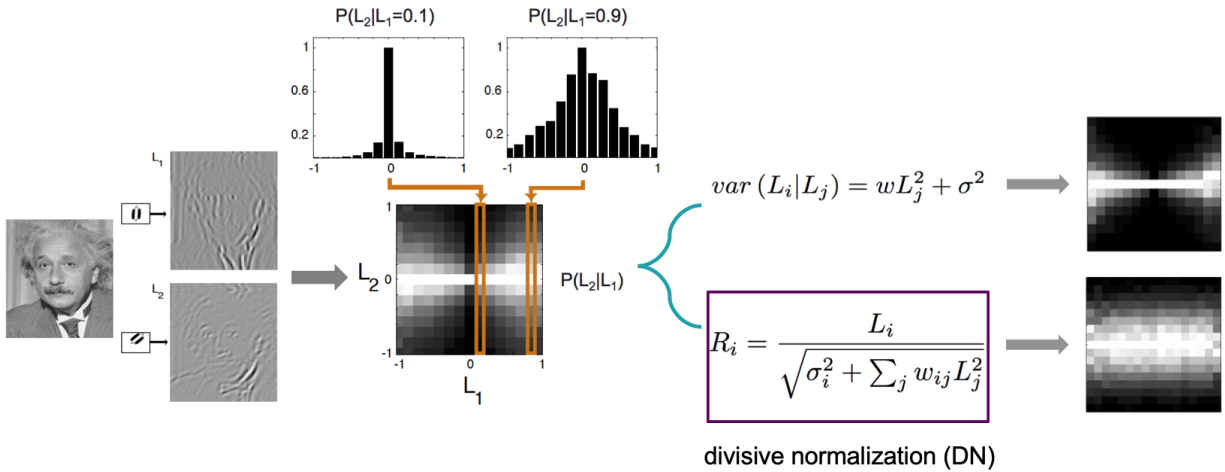 P(L₂|L₁=0.1)
P(L₂|L₁=0.9)
1
0.6
0.2
-1
0
1
1
0.6
0.2
-1
0
1
L₁
L₂
1
L₂ 0
-1
-1
0
1
L₁
P(L₂|L₁)
var (Lᵢ|Lⱼ) = wLⱼ² + σ²
Rᵢ = Lᵢ / √(σᵢ² + ∑ⱼ wᵢⱼLⱼ²)
divisive normalization (DN)